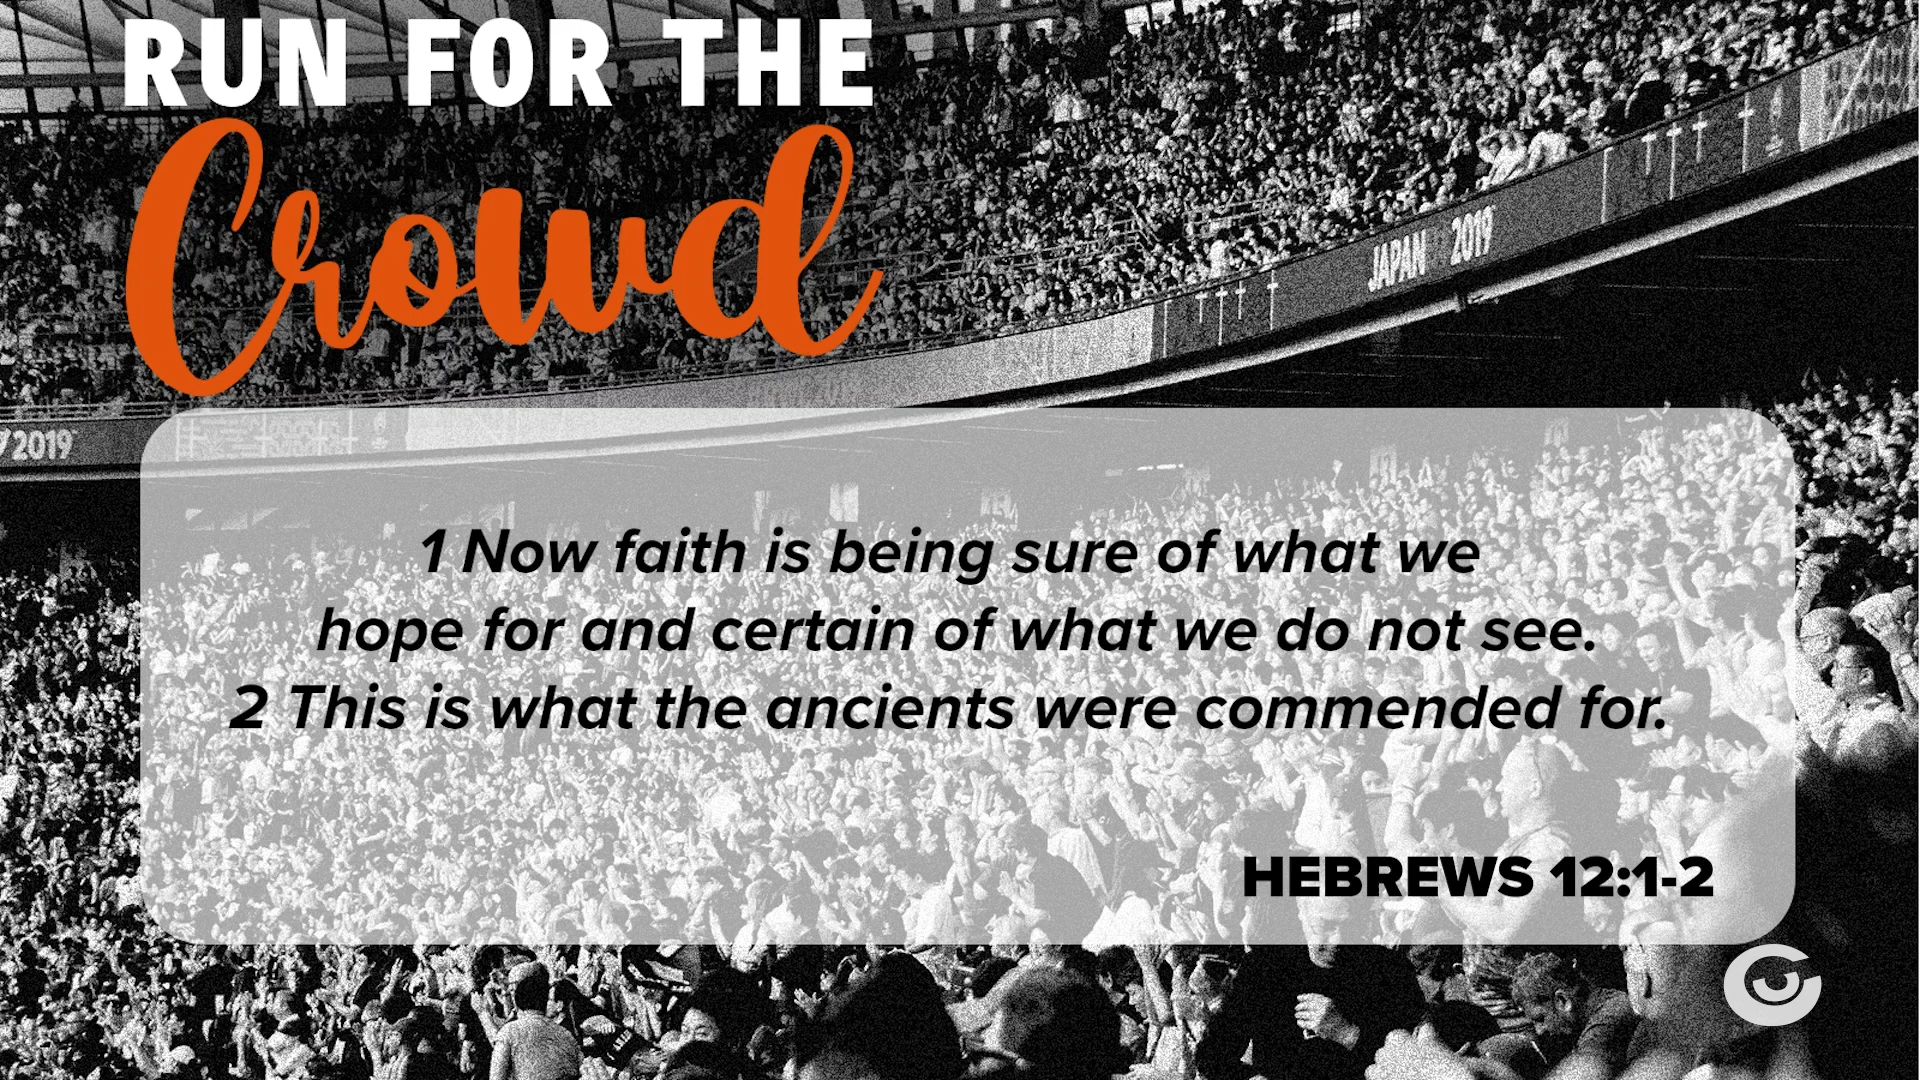 RUN FOR THE
Crowd
JAPAN 2019
2019
1 Now faith is being sure of what we
hope for and certain of what we do not see.
2 This is what the ancients were commended for.
HEBREWS 12:1-2